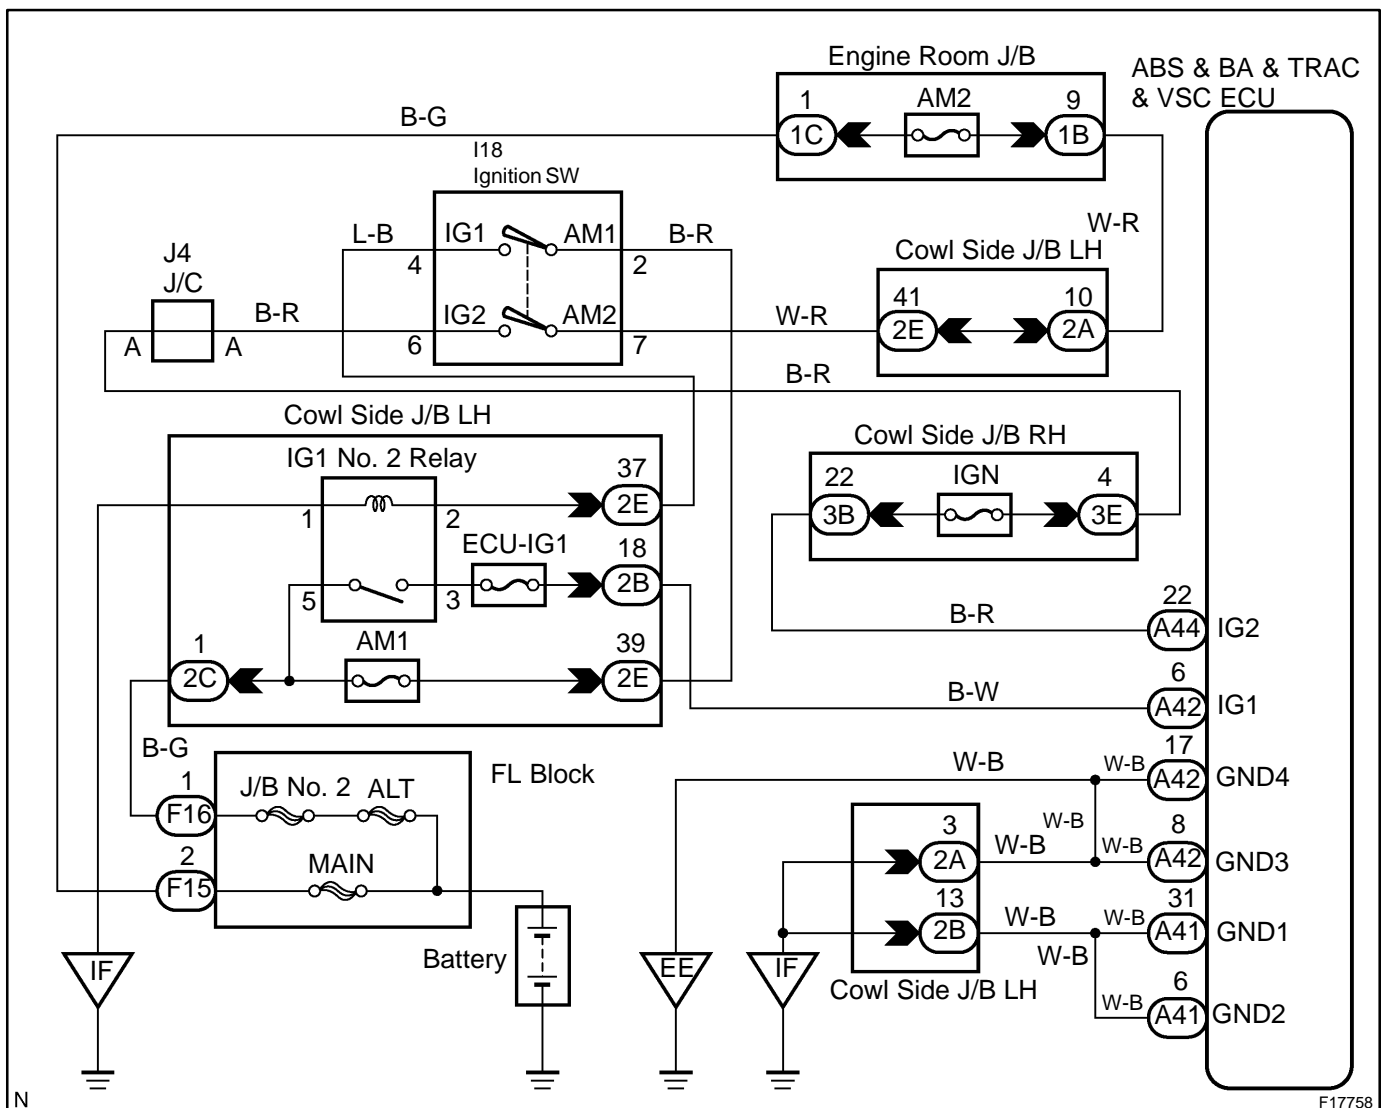 Engine Room J/B
ABS & BA & TRAC
& VSC ECU
1
AM2
9
1C
1B
B-G
I18
Ignition SW
L-B
IG1
AM1
B-R
4
2
W-R
Cowl Side J/B LH
J4
J/C
B-R
IG2
AM2
W-R
41
10
2E
2A
A
A
6
7
B-R
Cowl Side J/B LH
IG1 No. 2 Relay
37
2E
1
2
ECU-IG1
18
2B
5
3
AM1
1
39
2C
2E
Cowl Side J/B RH
22
IGN
4
3B
3E
B-R
22
A44
IG2
6
B-W
A42
IG1
B-G
17
W-B
W-B
A42
GND4
FL Block
1
J/B No. 2
ALT
F16
2
MAIN
F15
W-B
3
2A
W-B
W-B
8
A42
GND3
13
2B
W-B
W-B
31
A41
GND1
W-B
6
W-B
A41
GND2
Cowl Side J/B LH
Battery
IF
EE
IF
N
F17758